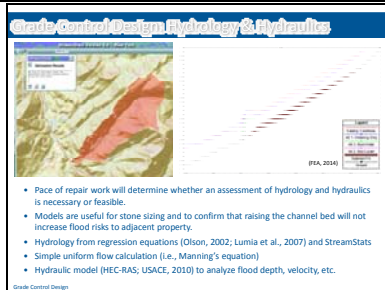 Grade Control Design: Hydrology & Hydraulics
(FEA, 2014)
• Pace of repair work will determine whether an assessment of hydrology and hydraulics
is necessary or feasible.
• Models are useful for stone sizing and to confirm that raising the channel bed will not
increase flood risks to adjacent property.
• Hydrology from regression equations (Olson, 2002; Lumia et al., 2007) and StreamStats
• Simple uniform flow calculation (i.e., Manning's equation)
• Hydraulic model (HEC-RAS; USACE, 2010) to analyze flood depth, velocity, etc.
Grade Control Design